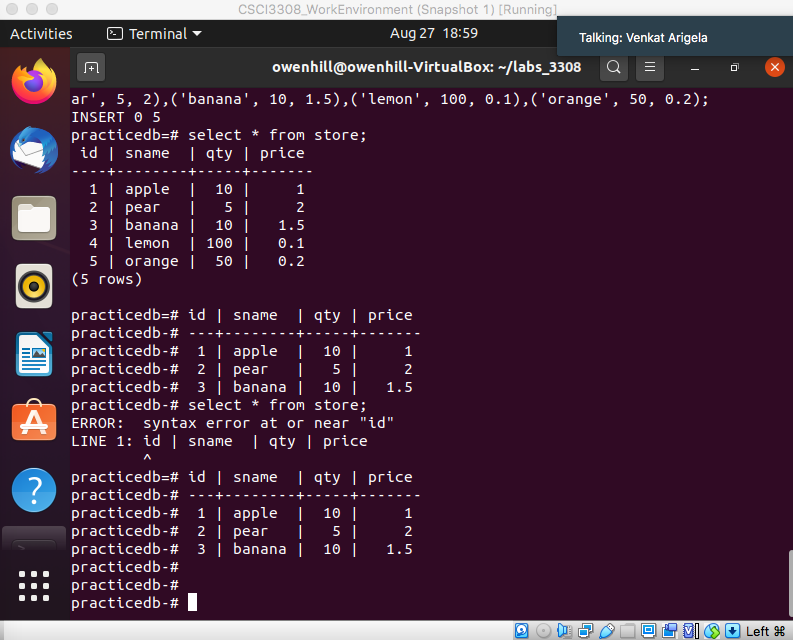 CSCI3308_WorkEnvironment (Snapshot 1) [Running]
Activities
Terminal
Aug 27 18:59
Talking: Venkat Arigela
owenhill@owenhill-VirtualBox: ~/labs_3308
ar', 5, 2),('banana', 10, 1.5),('lemon', 100, 0.1),('orange', 50, 0.2);
INSERT 0 5
practicedb=# select * from store;
 id | sname  | qty | price
----+--------+-----+-------
  1 | apple  |  10 |     1
  2 | pear   |   5 |     2
  3 | banana |  10 |   1.5
  4 | lemon  | 100 |   0.1
  5 | orange |  50 |   0.2
(5 rows)
practicedb=# id | sname  | qty | price
practicedb-# ---+--------+-----+-------
practicedb-#  1 | apple  |  10 |     1
practicedb-#  2 | pear   |   5 |     2
practicedb-#  3 | banana |  10 |   1.5
practicedb-# select * from store;
ERROR:  syntax error at or near "id"
LINE 1: id | sname  | qty | price
        ^
practicedb=# id | sname  | qty | price
practicedb-# ---+--------+-----+-------
practicedb-#  1 | apple  |  10 |     1
practicedb-#  2 | pear   |   5 |     2
practicedb-#  3 | banana |  10 |   1.5
practicedb-#
practicedb-#
practicedb-#
Left ⌘